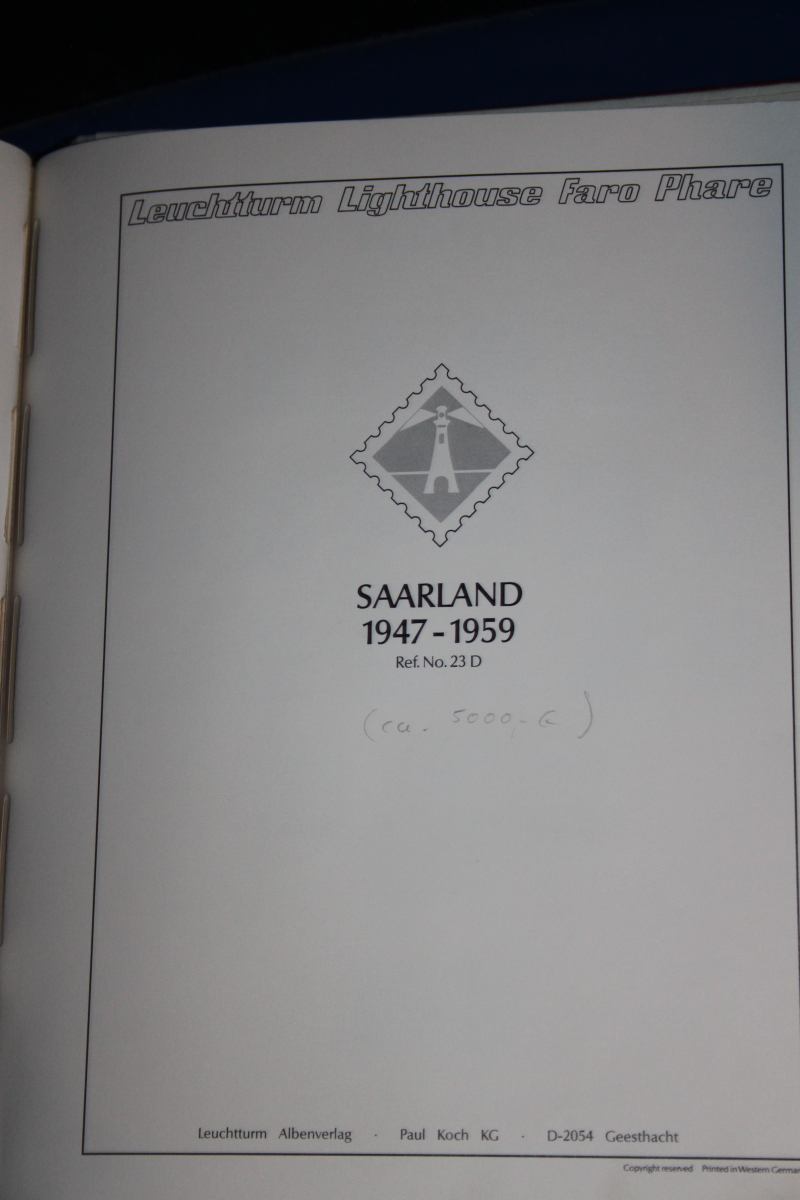 Leuchtturm Lighthouse Faro Phare
SAARLAND
1947-1959
Ref. No. 23 D
(ca. 5000,- €)
Leuchtturm Albenverlag · Paul Koch KG · D-2054 Geesthacht
Copyright reserved Printed in Western German